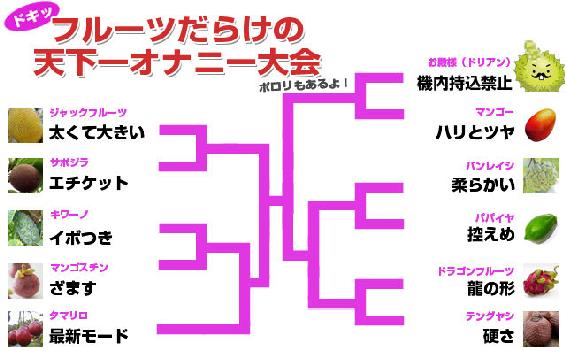 ドキッ
フルーツだらけの
天下一オナニー大会
ポロリもあるよ!
ジャックフルーツ
太くて大きい
サポジラ
エチケット
キワーノ
イボつき
マンゴスチン
ざます
タマリロ
最新モード
お殿様(ドリアン)
機内持込禁止
マンゴー
ハリとツヤ
バンレイシ
柔らかい
パパイヤ
控えめ
ドラゴンフルーツ
龍の形
テングヤシ
硬さ